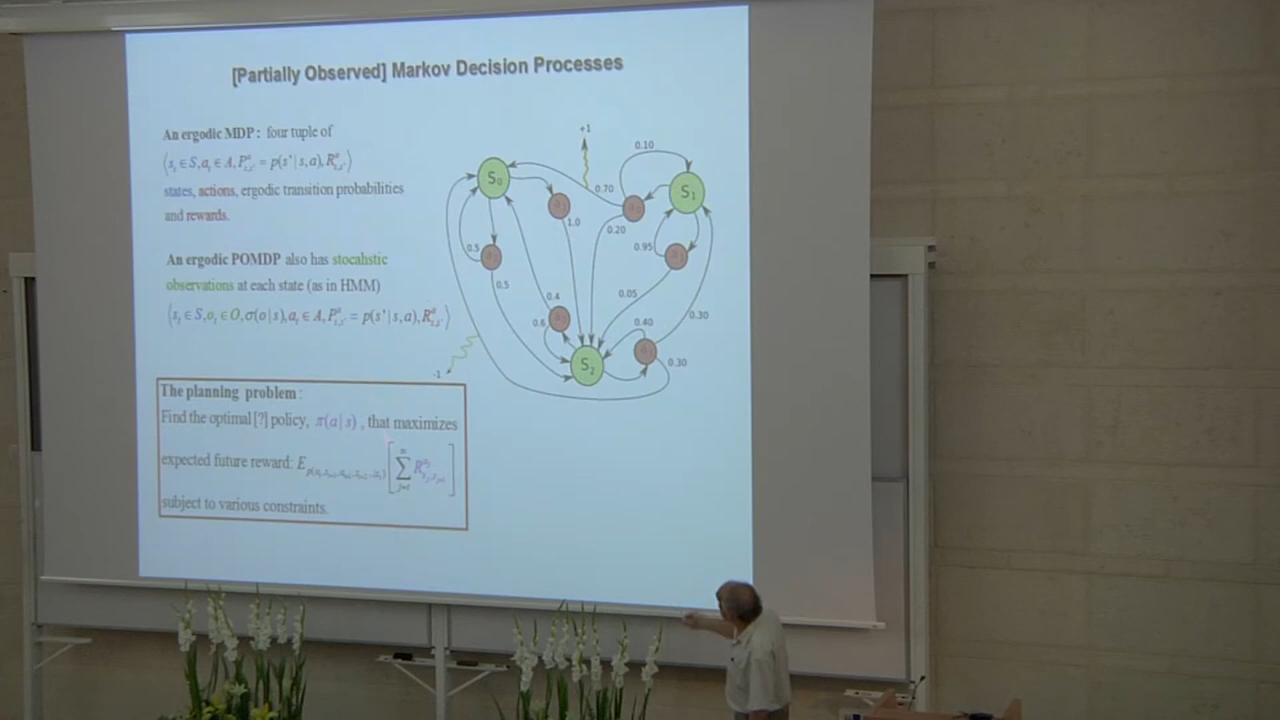 [Partially Observed] Markov Decision Processes
An ergodic MDP : four tuple of
states, actions, ergodic transition probabilities
and rewards.
An ergodic POMDP also has stocahstic
observations at each state (as in HMM)
The planning problem :
Find the optimal [?] policy, π(a|s) , that maximizes
expected future reward:
subject to various constraints.
+1
0.10
S₀
0.70
S₁
1.0
0.20
0.5
0.95
0.5
0.05
0.4
0.30
0.6
0.40
S₂
0.30
-1